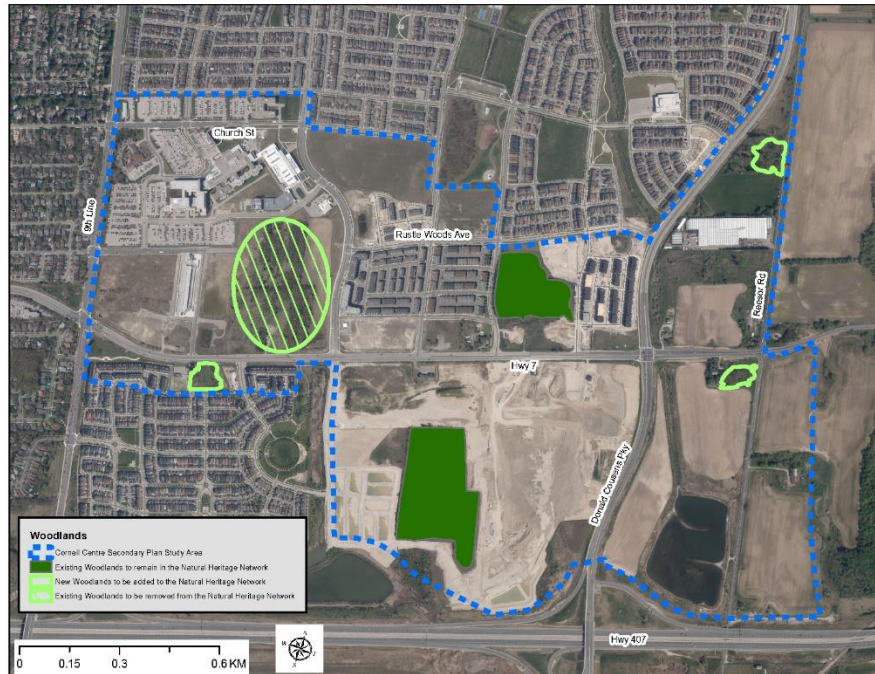 Church St
9th Line
Rustle Woods Ave
Reesor Rd
Hwy 7
Donald Cousens Pky
Woodlands
Cornell Centre Secondary Plan Study Area
Existing Woodlands to remain in the Natural Heritage Network
New Woodlands to be added to the Natural Heritage Network
Existing Woodlands to be removed from the Natural Heritage Network
Hwy 407
0 0.15 0.3 0.6 KM
N
W
E
S